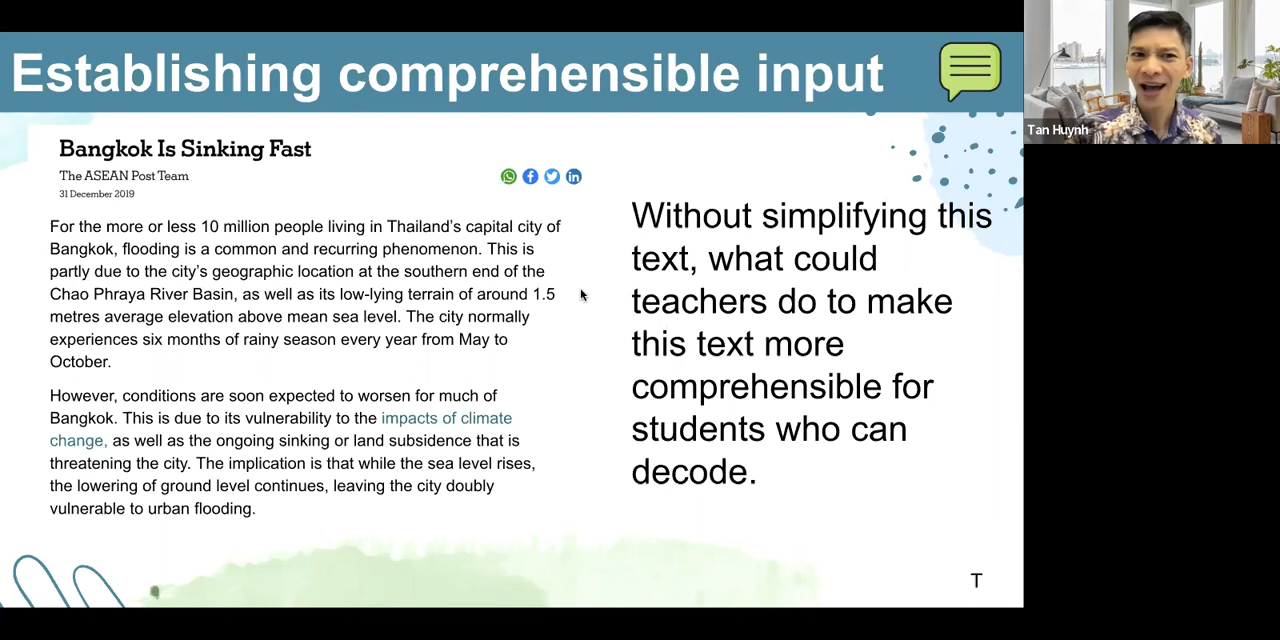 Establishing comprehensible input
Tan Huynh
Bangkok Is Sinking Fast
The ASEAN Post Team
31 December 2019
For the more or less 10 million people living in Thailand's capital city of
Bangkok, flooding is a common and recurring phenomenon. This is
partly due to the city's geographic location at the southern end of the
Chao Phraya River Basin, as well as its low-lying terrain of around 1.5
metres average elevation above mean sea level. The city normally
experiences six months of rainy season every year from May to
October.
However, conditions are soon expected to worsen for much of
Bangkok. This is due to its vulnerability to the impacts of climate
change, as well as the ongoing sinking or land subsidence that is
threatening the city. The implication is that while the sea level rises,
the lowering of ground level continues, leaving the city doubly
vulnerable to urban flooding.
Without simplifying this
text, what could
teachers do to make
this text more
comprehensible for
students who can
decode.
T